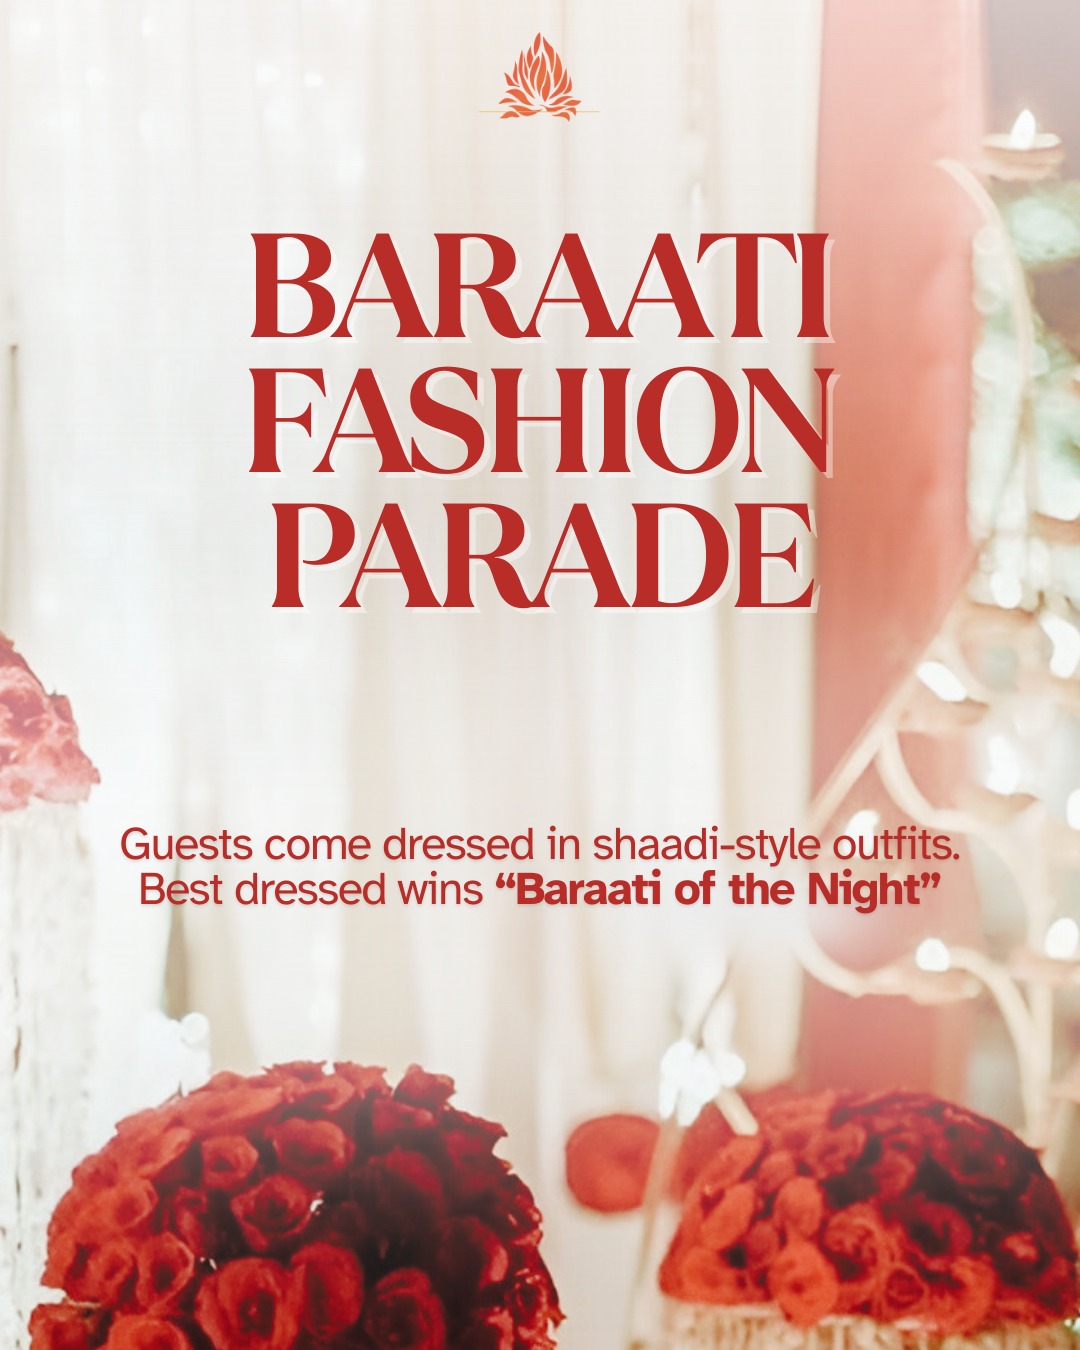 BARAATI
FASHION
PARADE
Guests come dressed in shaadi-style outfits.
Best dressed wins “Baraati of the Night”